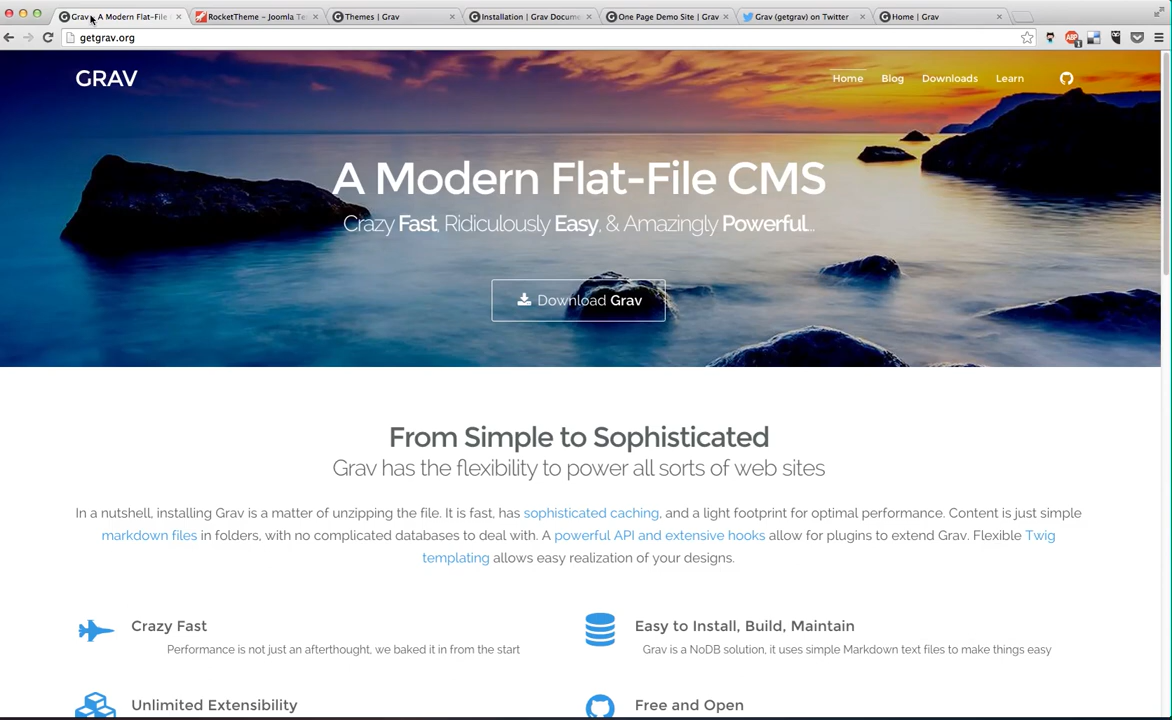 Grav - A Modern Flat-File
RocketTheme - Joomla Te
Themes | Grav
Installation | Grav Docume
One Page Demo Site | Grav
Grav (getgrav) on Twitter
Home | Grav
getgrav.org
ABP
1
GRAV
Home
Blog
Downloads
Learn
A Modern Flat-File CMS
Crazy Fast, Ridiculously Easy, & Amazingly Powerful..
Download Grav
From Simple to Sophisticated
Grav has the flexibility to power all sorts of web sites
In a nutshell, installing Grav is a matter of unzipping the file. It is fast, has sophisticated caching, and a light footprint for optimal performance. Content is just simple
markdown files in folders, with no complicated databases to deal with. A powerful API and extensive hooks allow for plugins to extend Grav. Flexible Twig
templating allows easy realization of your designs.
Crazy Fast
Performance is not just an afterthought, we baked it in from the start
Easy to Install, Build, Maintain
Grav is a NoDB solution, it uses simple Markdown text files to make things easy
Unlimited Extensibility
Free and Open